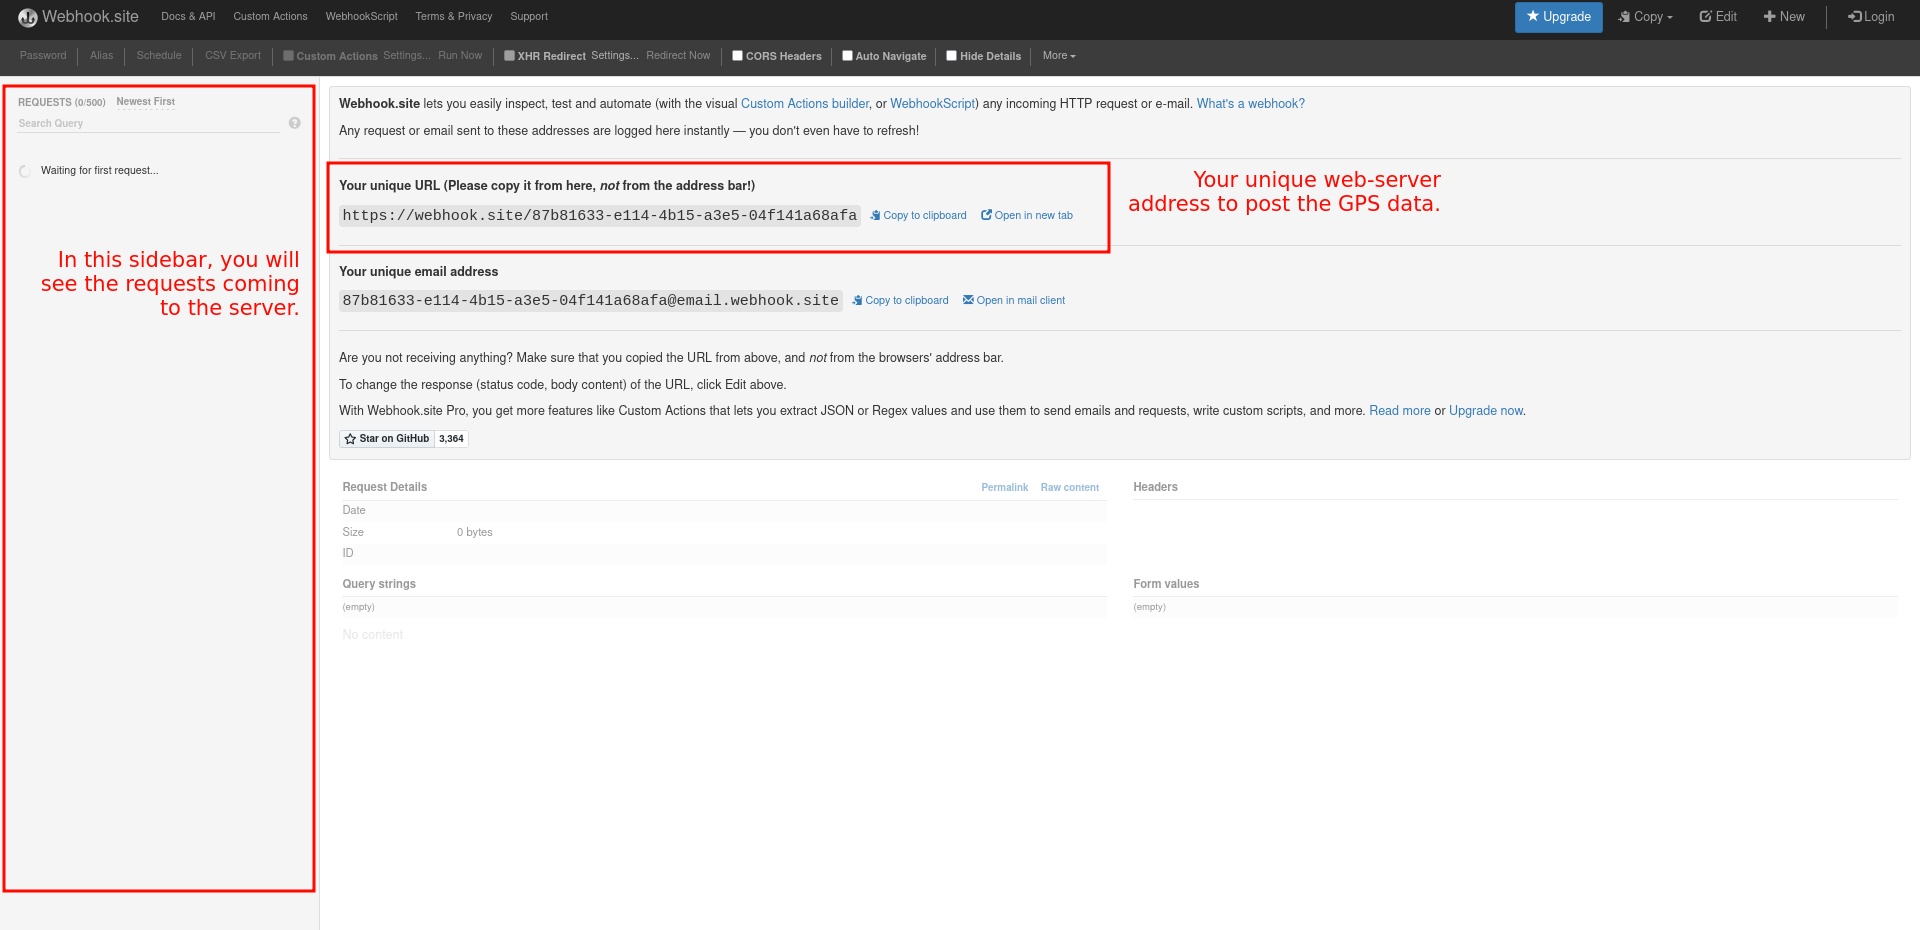 Webhook.site Docs & API Custom Actions WebhookScript Terms & Privacy Support Upgrade Copy Edit New Login
Password Alias Schedule CSV Export Custom Actions Settings... Run Now XHR Redirect Settings... Redirect Now CORS Headers Auto Navigate Hide Details More
REQUESTS (0/500) Newest First
Search Query
Waiting for first request...
In this sidebar, you will
see the requests coming
to the server.
Webhook.site lets you easily inspect, test and automate (with the visual Custom Actions builder, or WebhookScript) any incoming HTTP request or e-mail. What's a webhook?
Any request or email sent to these addresses are logged here instantly — you don't even have to refresh!
Your unique URL (Please copy it from here, not from the address bar!)
https://webhook.site/87b81633-e114-4b15-a3e5-04f141a68afa Copy to clipboard Open in new tab
Your unique web-server
address to post the GPS data.
Your unique email address
87b81633-e114-4b15-a3e5-04f141a68afa@email.webhook.site Copy to clipboard Open in mail client
Are you not receiving anything? Make sure that you copied the URL from above, and not from the browsers' address bar.
To change the response (status code, body content) of the URL, click Edit above.
With Webhook.site Pro, you get more features like Custom Actions that lets you extract JSON or Regex values and use them to send emails and requests, write custom scripts, and more. Read more or Upgrade now.
Star on GitHub 3,364
Request Details Permalink Raw content
Date
Size 0 bytes
ID
Headers
Query strings
(empty)
Form values
(empty)
No content